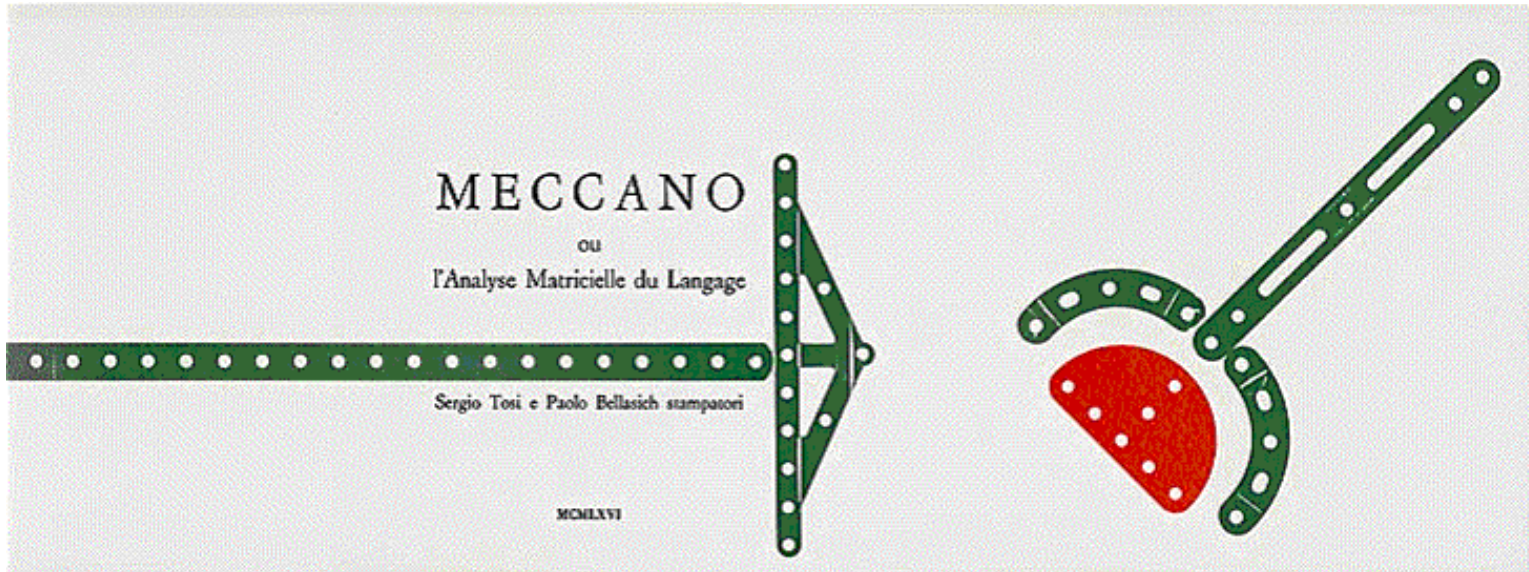 MECCANO
ou
l'Analyse Matricielle du Langage
Sergio Tosi e Paolo Bellasich stampatori
MCMLXVI